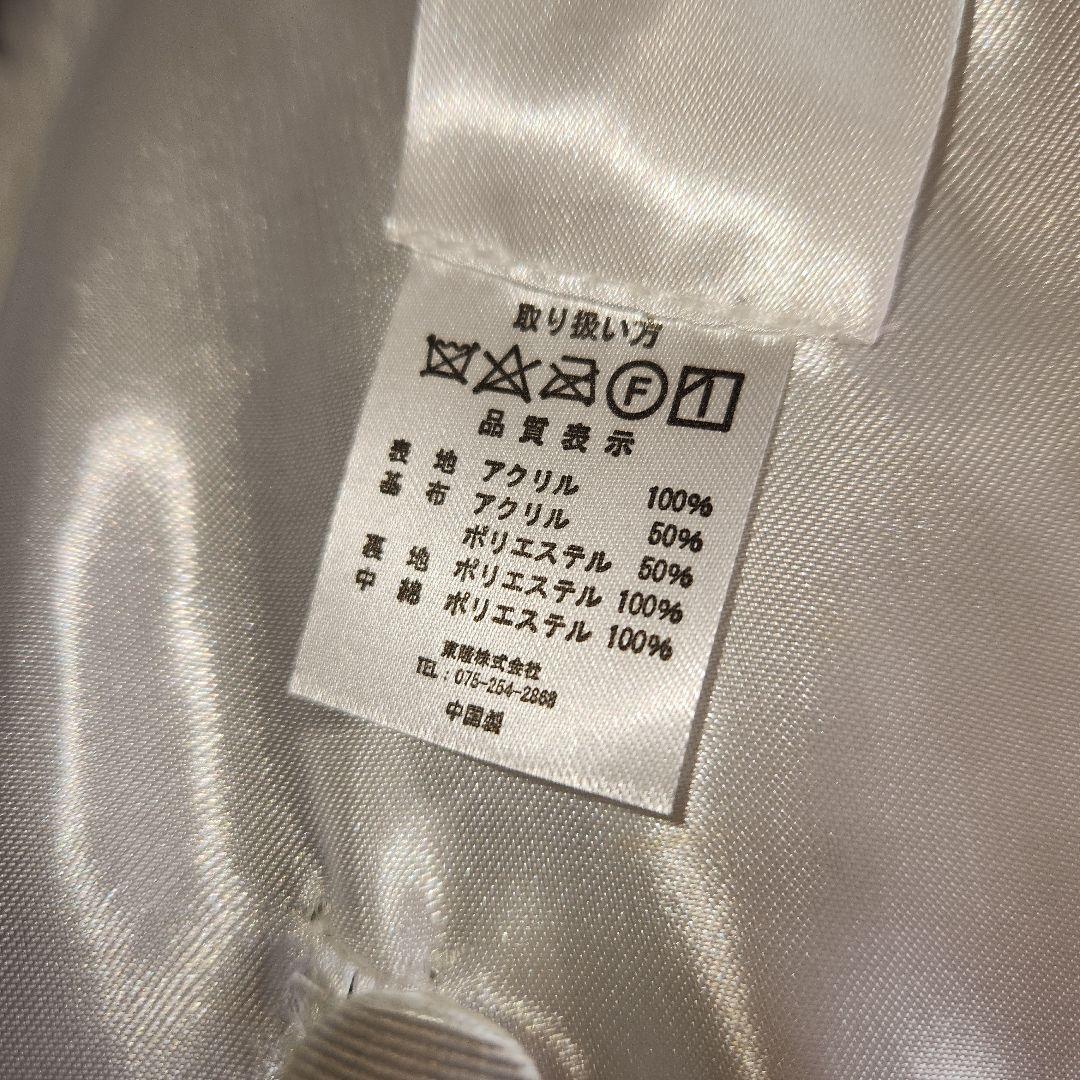 取り扱い方
F
品質表示
表地 アクリル 100%
基布 アクリル 50%
ポリエステル 50%
裏地 ポリエステル 100%
中綿 ポリエステル 100%
東隆株式会社
TEL:075-254-2868
中国製